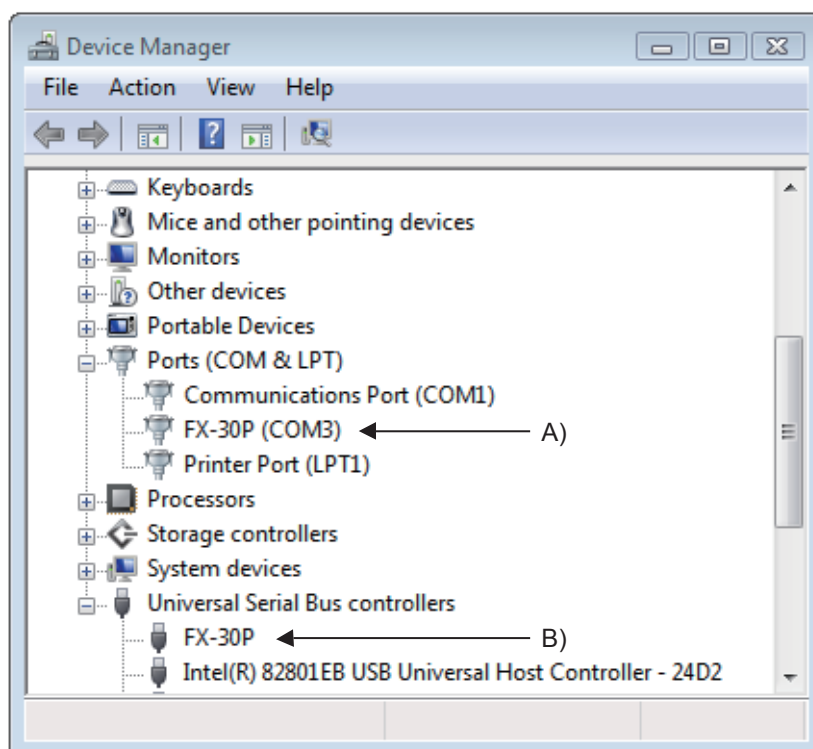 Device Manager
File Action View Help
Keyboards
Mice and other pointing devices
Monitors
Other devices
Portable Devices
Ports (COM & LPT)
Communications Port (COM1)
FX-30P (COM3) A)
Printer Port (LPT1)
Processors
Storage controllers
System devices
Universal Serial Bus controllers
FX-30P B)
Intel(R) 82801EB USB Universal Host Controller - 24D2